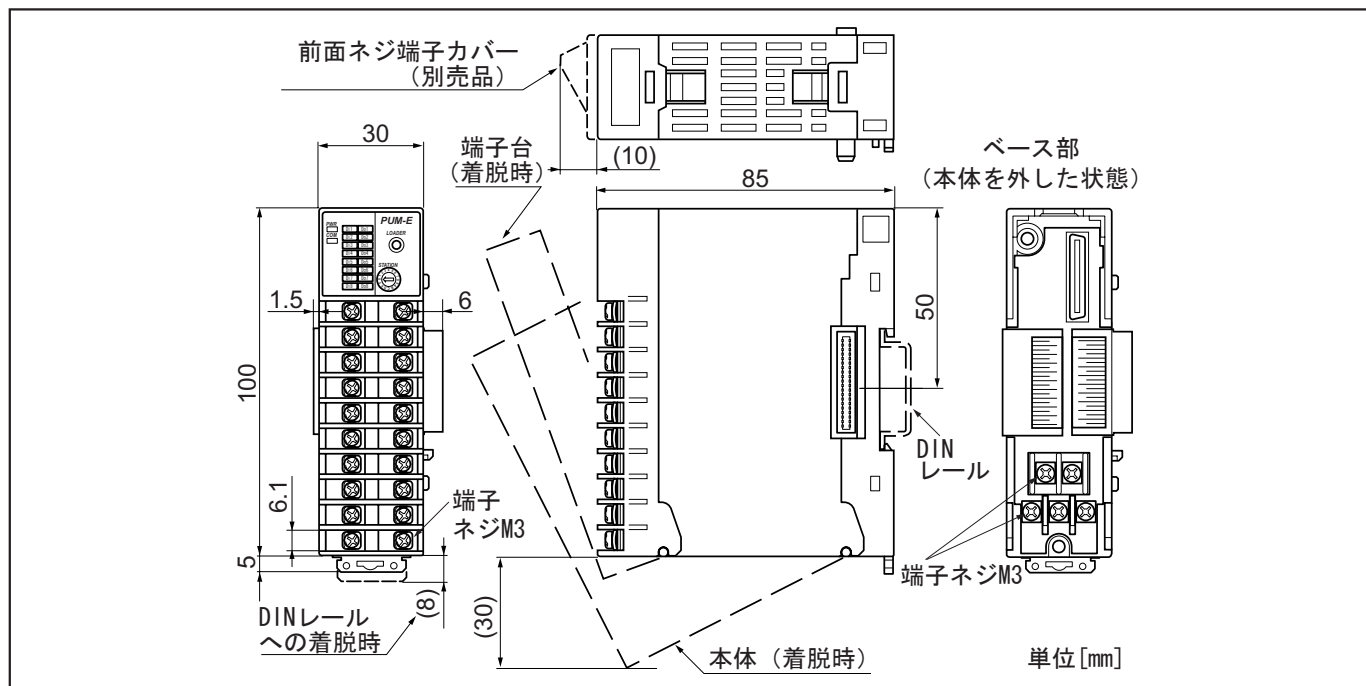 前面ネジ端子カバー
(別売品)
30
端子台
(着脱時)
(10)
85
ベース部
(本体を外した状態)
PUM-E
PWR
COM
LOADER
STATION
1.5
6
100
50
DIN
レール
6.1
端子
ネジM3
5
(8)
DINレール
への着脱時
(30)
端子ネジM3
本体 (着脱時)
単位[mm]